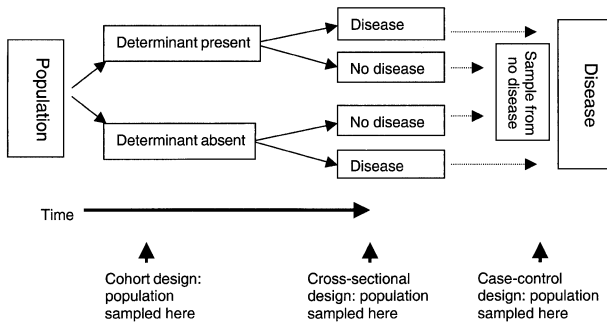 Population
Determinant present
Determinant absent
Disease
No disease
No disease
Disease
Sample from
no disease
Disease
Time
Cohort design:
population
sampled here
Cross-sectional
design: population
sampled here
Case-control
design: population
sampled here